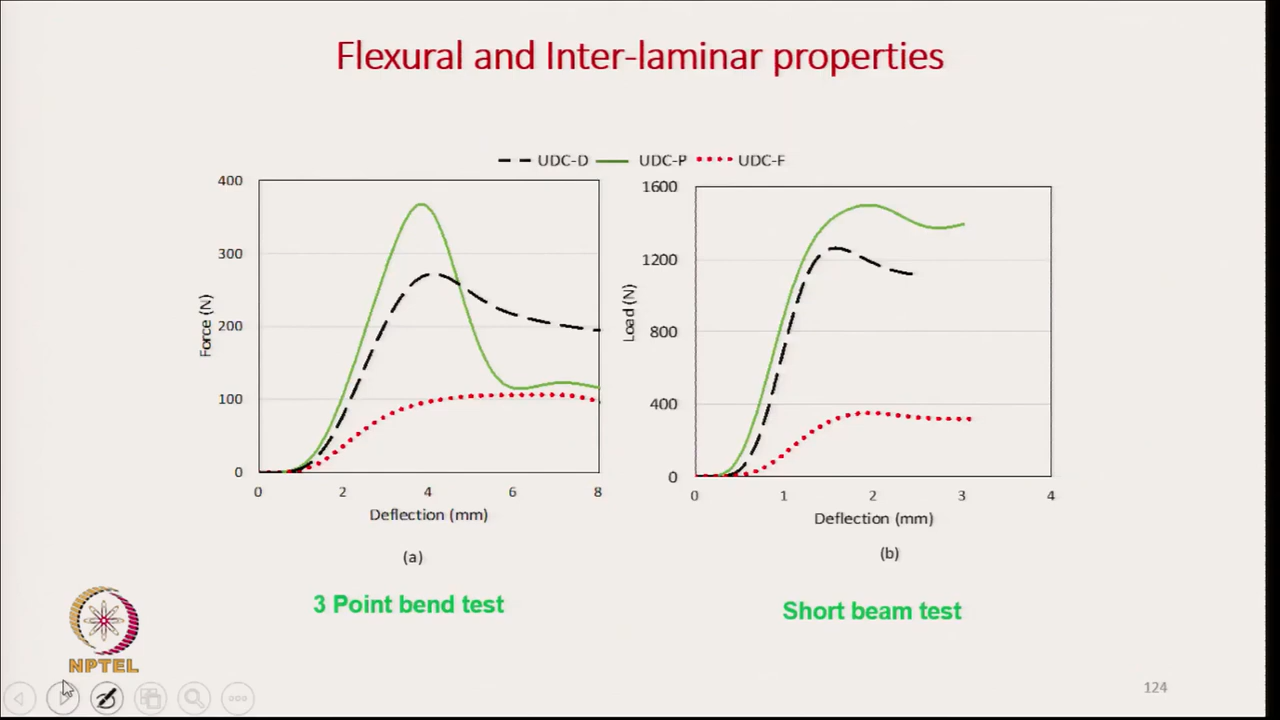 Flexural and Inter-laminar properties
UDC-D UDC-P UDC-F
400
300
200
100
0
Force (N)
0 2 4 6 8
Deflection (mm)
(a)
3 Point bend test
1600
1200
800
400
0
Load (N)
0 1 2 3 4
Deflection (mm)
(b)
Short beam test
NPTEL
124